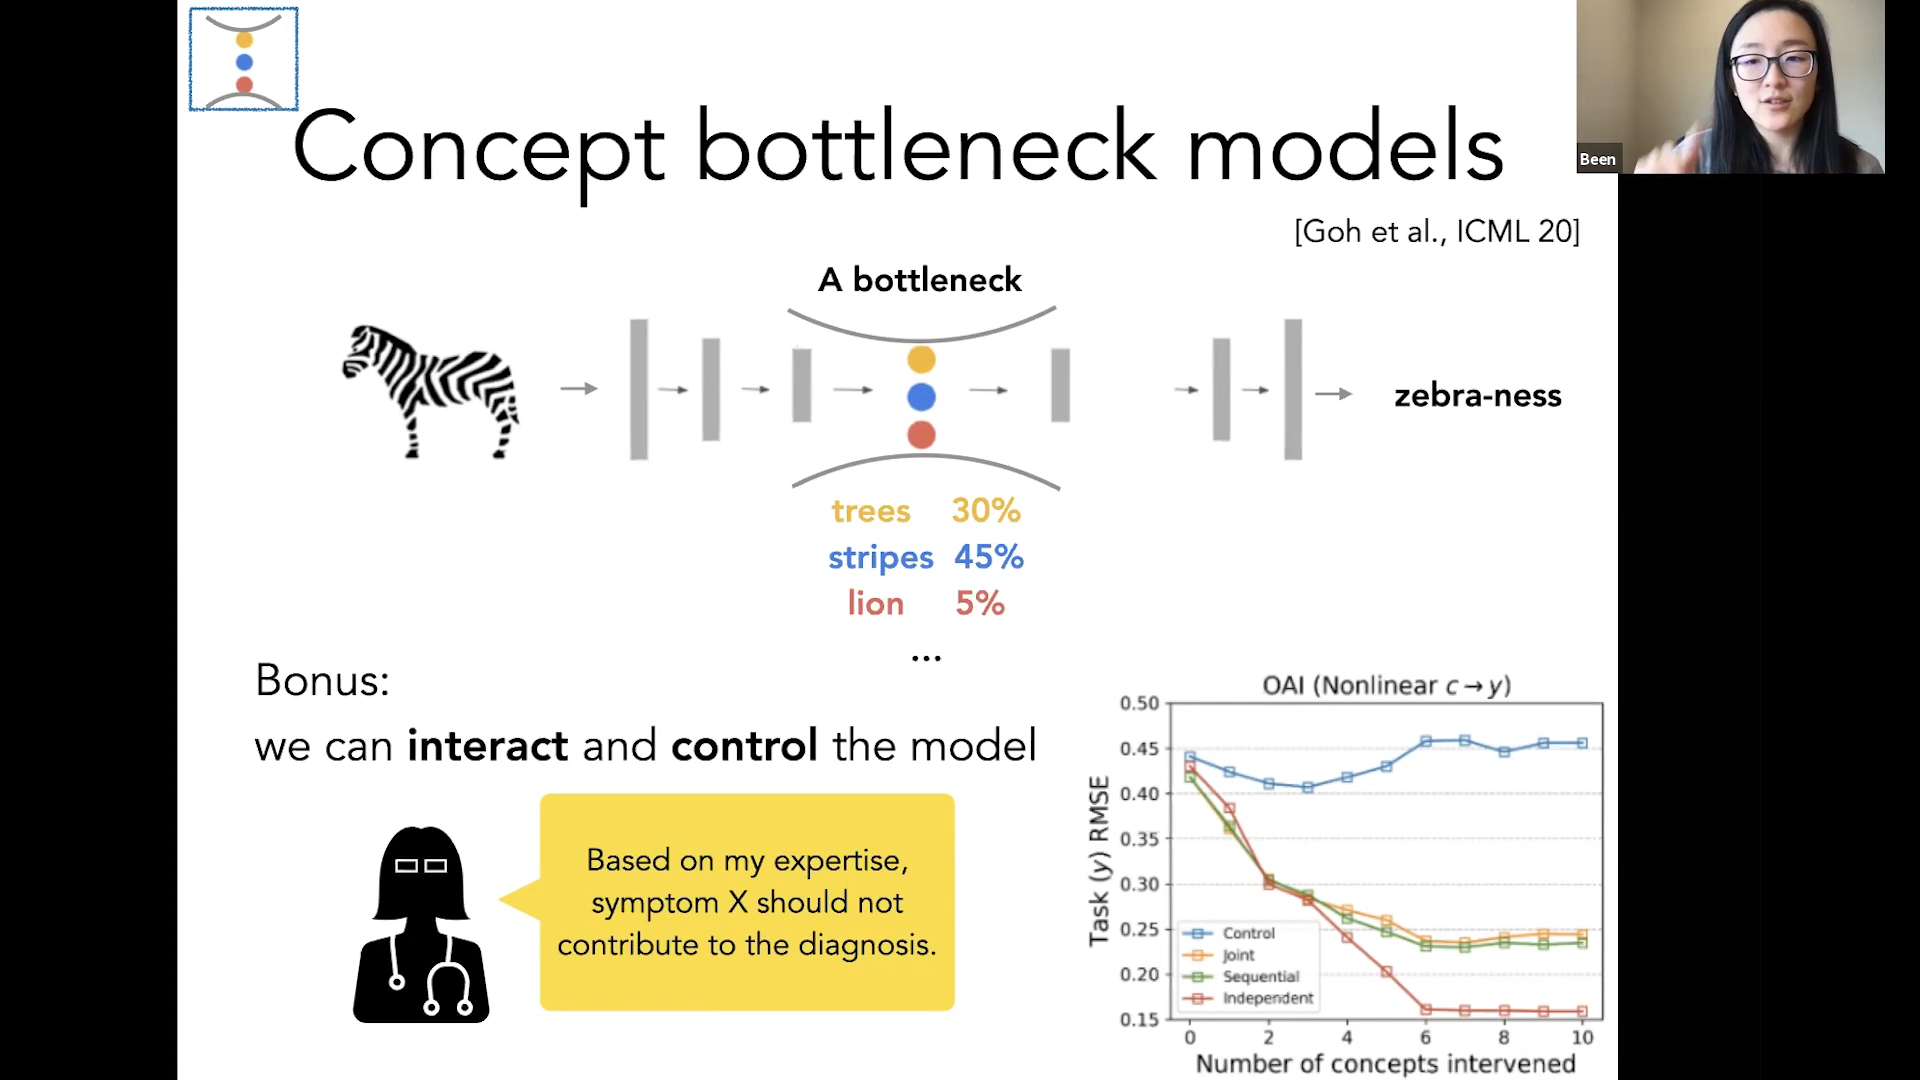 Concept bottleneck models
Been
[Goh et al., ICML 20]
A bottleneck
zebra-ness
trees 30%
stripes 45%
lion 5%
...
Bonus:
we can interact and control the model
Based on my expertise,
symptom X should not
contribute to the diagnosis.
OAI (Nonlinear c→y)
Task (y) RMSE
0.50
0.45
0.40
0.35
0.30
0.25
0.20
0.15
Control
Joint
Sequential
Independent
0 2 4 6 8 10
Number of concepts intervened